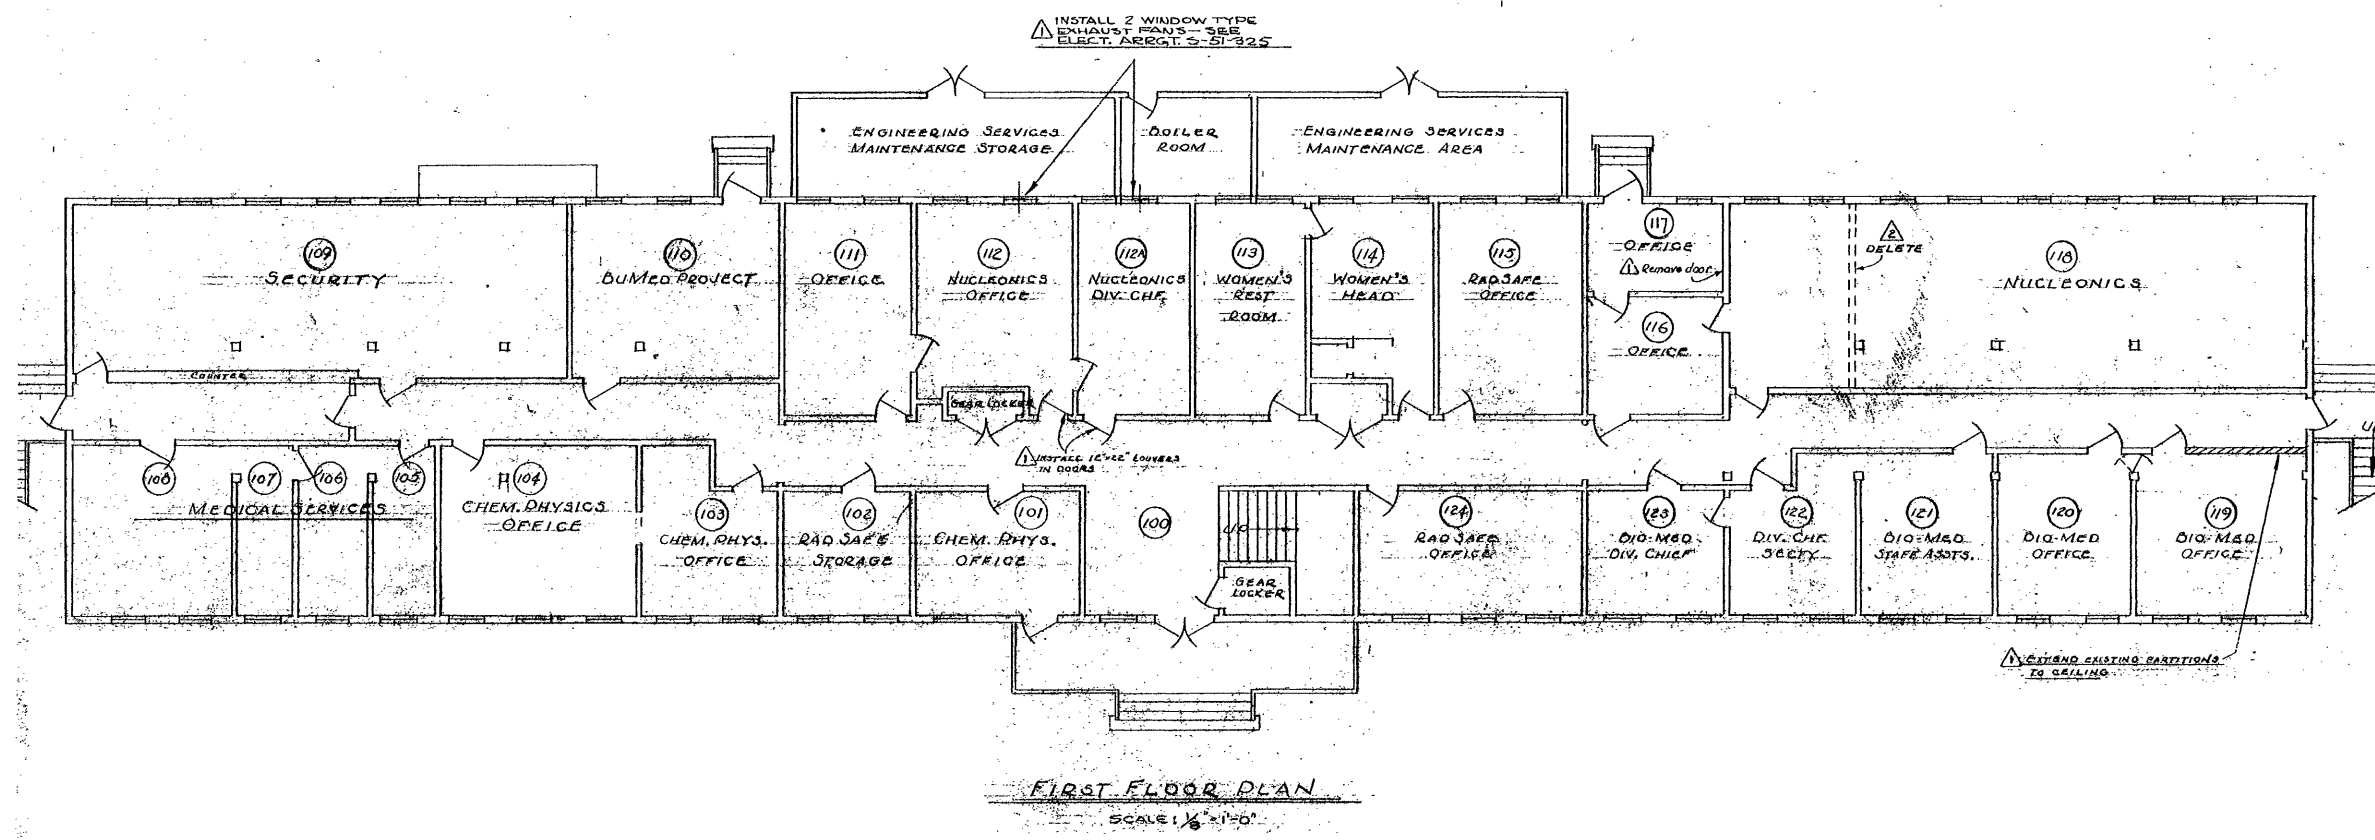 1 INSTALL 2 WINDOW TYPE
EXHAUST FANS — SEE
ELECT. ARRGT. S-51-325
ENGINEERING SERVICES
MAINTENANCE STORAGE
BOILER
ROOM
ENGINEERING SERVICES
MAINTENANCE AREA
109
SECURITY
110
BUMED PROJECT
111
OFFICE
112
NUCLEONICS
OFFICE
112A
NUCLEONICS
DIV. CHF.
113
WOMEN'S
REST
ROOM
114
WOMEN'S
HEAD
115
RADSAFE
OFFICE
117
OFFICE
1 Remove door
116
OFFICE
2
DELETE
118
NUCLEONICS
COUNTER
GEAR LOCKER
1 INSTALL 12"x22" LOUVERS
IN DOORS
108
107
106
105
MEDICAL SERVICES
104
CHEM. PHYSICS
OFFICE
103
CHEM. PHYS.
OFFICE
102
RAD SAFE
STORAGE
101
CHEM. PHYS.
OFFICE
100
UP
GEAR
LOCKER
124
RAD SAFE
OFFICE
123
BIO-MED
DIV. CHIEF
122
DIV. CHF.
SECTY
121
BIO-MED
STAFF ASSTS.
120
BIO-MED
OFFICE
119
BIO-MED
OFFICE
U
1 EXTEND EXISTING PARTITIONS
TO CEILING
FIRST FLOOR PLAN
SCALE: 1/8" = 1'-0"